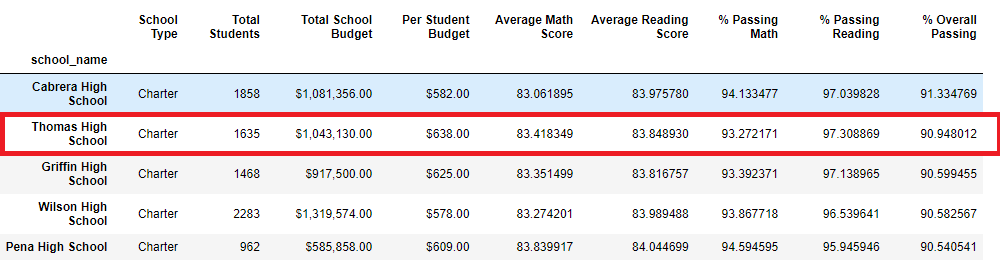 School Type Total Students Total School Budget Per Student Budget Average Math Score Average Reading Score % Passing Math % Passing Reading % Overall Passing
school_name
Cabrera High School Charter 1858 $1,081,356.00 $582.00 83.061895 83.975780 94.133477 97.039828 91.334769
Thomas High School Charter 1635 $1,043,130.00 $638.00 83.418349 83.848930 93.272171 97.308869 90.948012
Griffin High School Charter 1468 $917,500.00 $625.00 83.351499 83.816757 93.392371 97.138965 90.599455
Wilson High School Charter 2283 $1,319,574.00 $578.00 83.274201 83.989488 93.867718 96.539641 90.582567
Pena High School Charter 962 $585,858.00 $609.00 83.839917 84.044699 94.594595 95.945946 90.540541